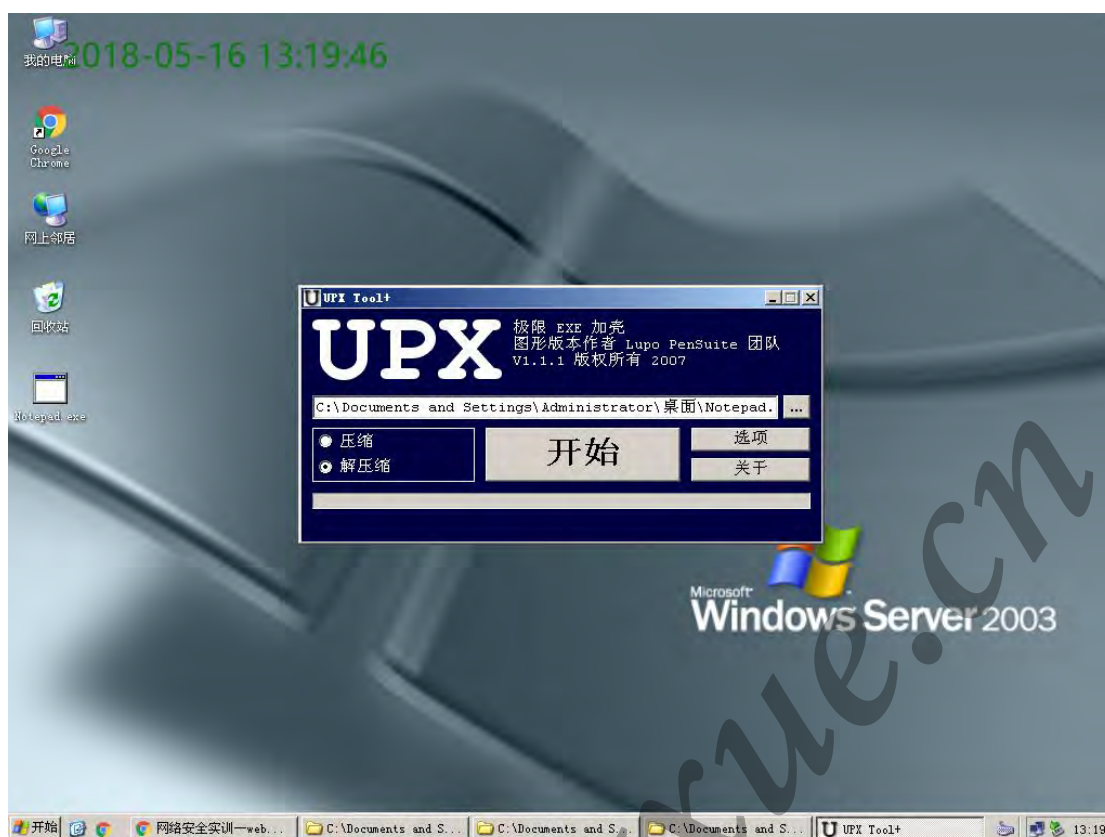 我的电脑
2018-05-16 13:19:46
Google
Chrome
网上邻居
回收站
Notepad.exe
UPX Tool+
UPX
极限 EXE 加壳
图形版本作者 Lupo PenSuite 团队
V1.1.1 版权所有 2007
C:\Documents and Settings\Administrator\桌面\Notepad.
...
压缩
解压缩
开始
选项
关于
Microsoft
Windows Server 2003
xue.cn
开始
网络安全实训—web...
C:\Documents and S...
C:\Documents and S...
C:\Documents and S...
UPX Tool+
13:19